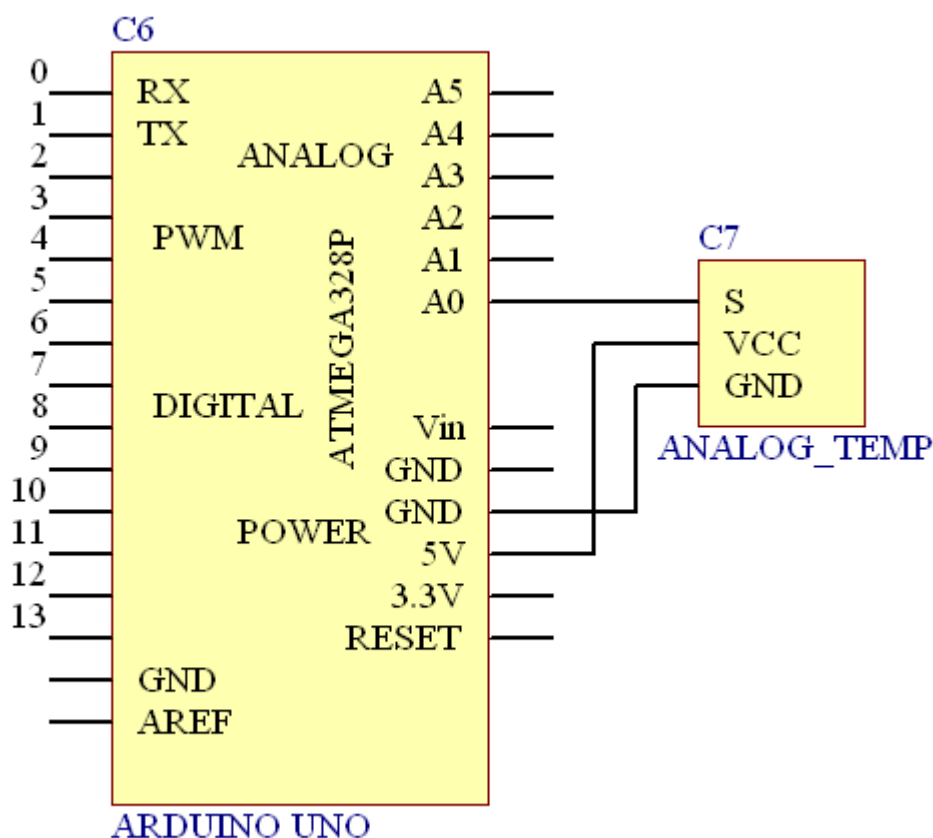 C6
0
1
2
3
4
5
6
7
8
9
10
11
12
13
RX
TX
ANALOG
PWM
DIGITAL
POWER
GND
AREF
ATMEGA328P
A5
A4
A3
A2
A1
A0
Vin
GND
GND
5V
3.3V
RESET
ARDUINO UNO
C7
S
VCC
GND
ANALOG_TEMP